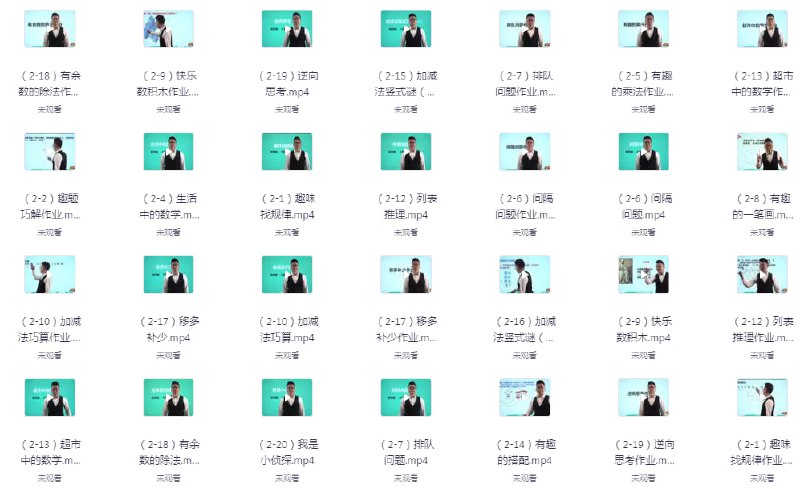 （2-18）有余
数的除法作...
未观看
（2-9）快乐
数积木作业....
未观看
（2-19）逆向
思考.mp4
未观看
（2-15）加减
法竖式谜（...
未观看
（2-7）排队
问题作业.m...
未观看
（2-5）有趣
的乘法作业....
未观看
（2-13）超市
中的数学作...
未观看
（2-2）趣题
巧解作业.m...
未观看
（2-4）生活
中的数学.m...
未观看
（2-1）趣味
找规律.mp4
未观看
（2-12）列表
推理.mp4
未观看
（2-6）间隔
问题作业.m...
未观看
（2-6）间隔
问题.mp4
未观看
（2-8）有趣
的一笔画.m...
未观看
（2-10）加减
法巧算作业....
未观看
（2-17）移多
补少.mp4
未观看
（2-10）加减
法巧算.mp4
未观看
（2-17）移多
补少作业.m...
未观看
（2-16）加减
法竖式谜（...
未观看
（2-9）快乐
数积木.mp4
未观看
（2-12）列表
推理作业.m...
未观看
（2-13）超市
中的数学.m...
未观看
（2-18）有余
数的除法.m...
未观看
（2-20）我是
小侦探.mp4
未观看
（2-7）排队
问题.mp4
未观看
（2-14）有趣
的搭配.mp4
未观看
（2-19）逆向
思考作业.m...
未观看
（2-1）趣味
找规律作业....
未观看